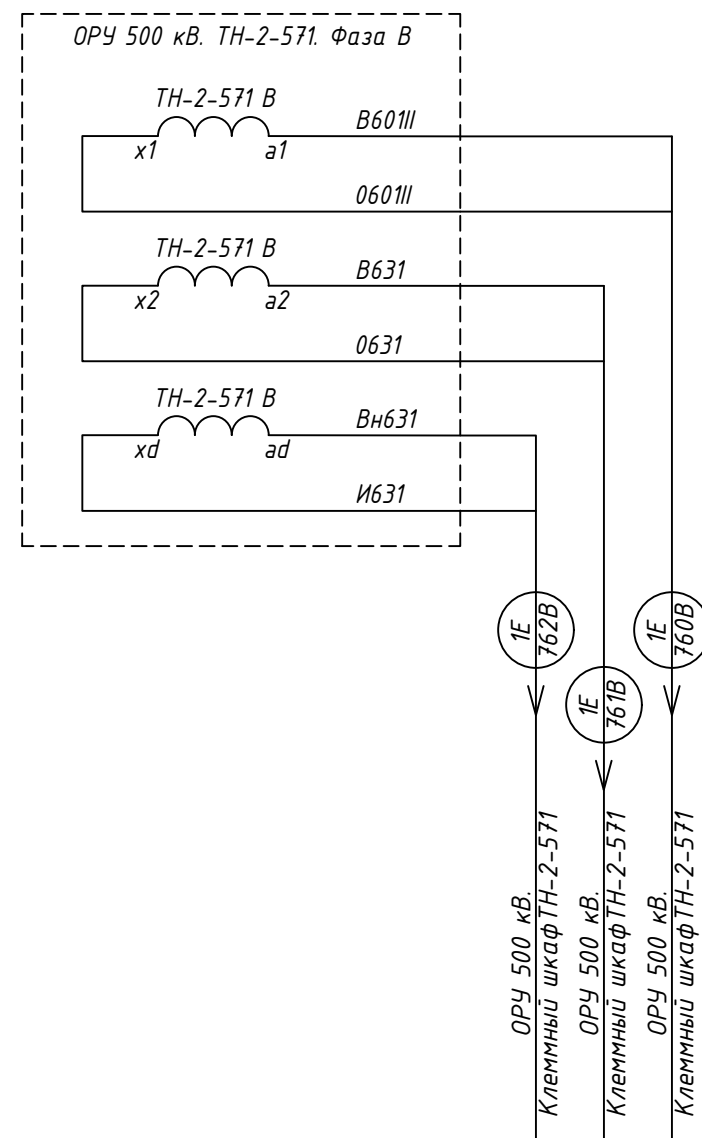 ОРУ 500 кВ. ТН-2-571. Фаза В
ТН-2-571 В
В601II
x1
a1
0601II
ТН-2-571 В
В631
x2
a2
0631
ТН-2-571 В
Вн631
xd
ad
И631
1Е
762В
1Е
761В
1Е
760В
ОРУ 500 кВ.
Клеммный шкаф ТН-2-571
ОРУ 500 кВ.
Клеммный шкаф ТН-2-571
ОРУ 500 кВ.
Клеммный шкаф ТН-2-571